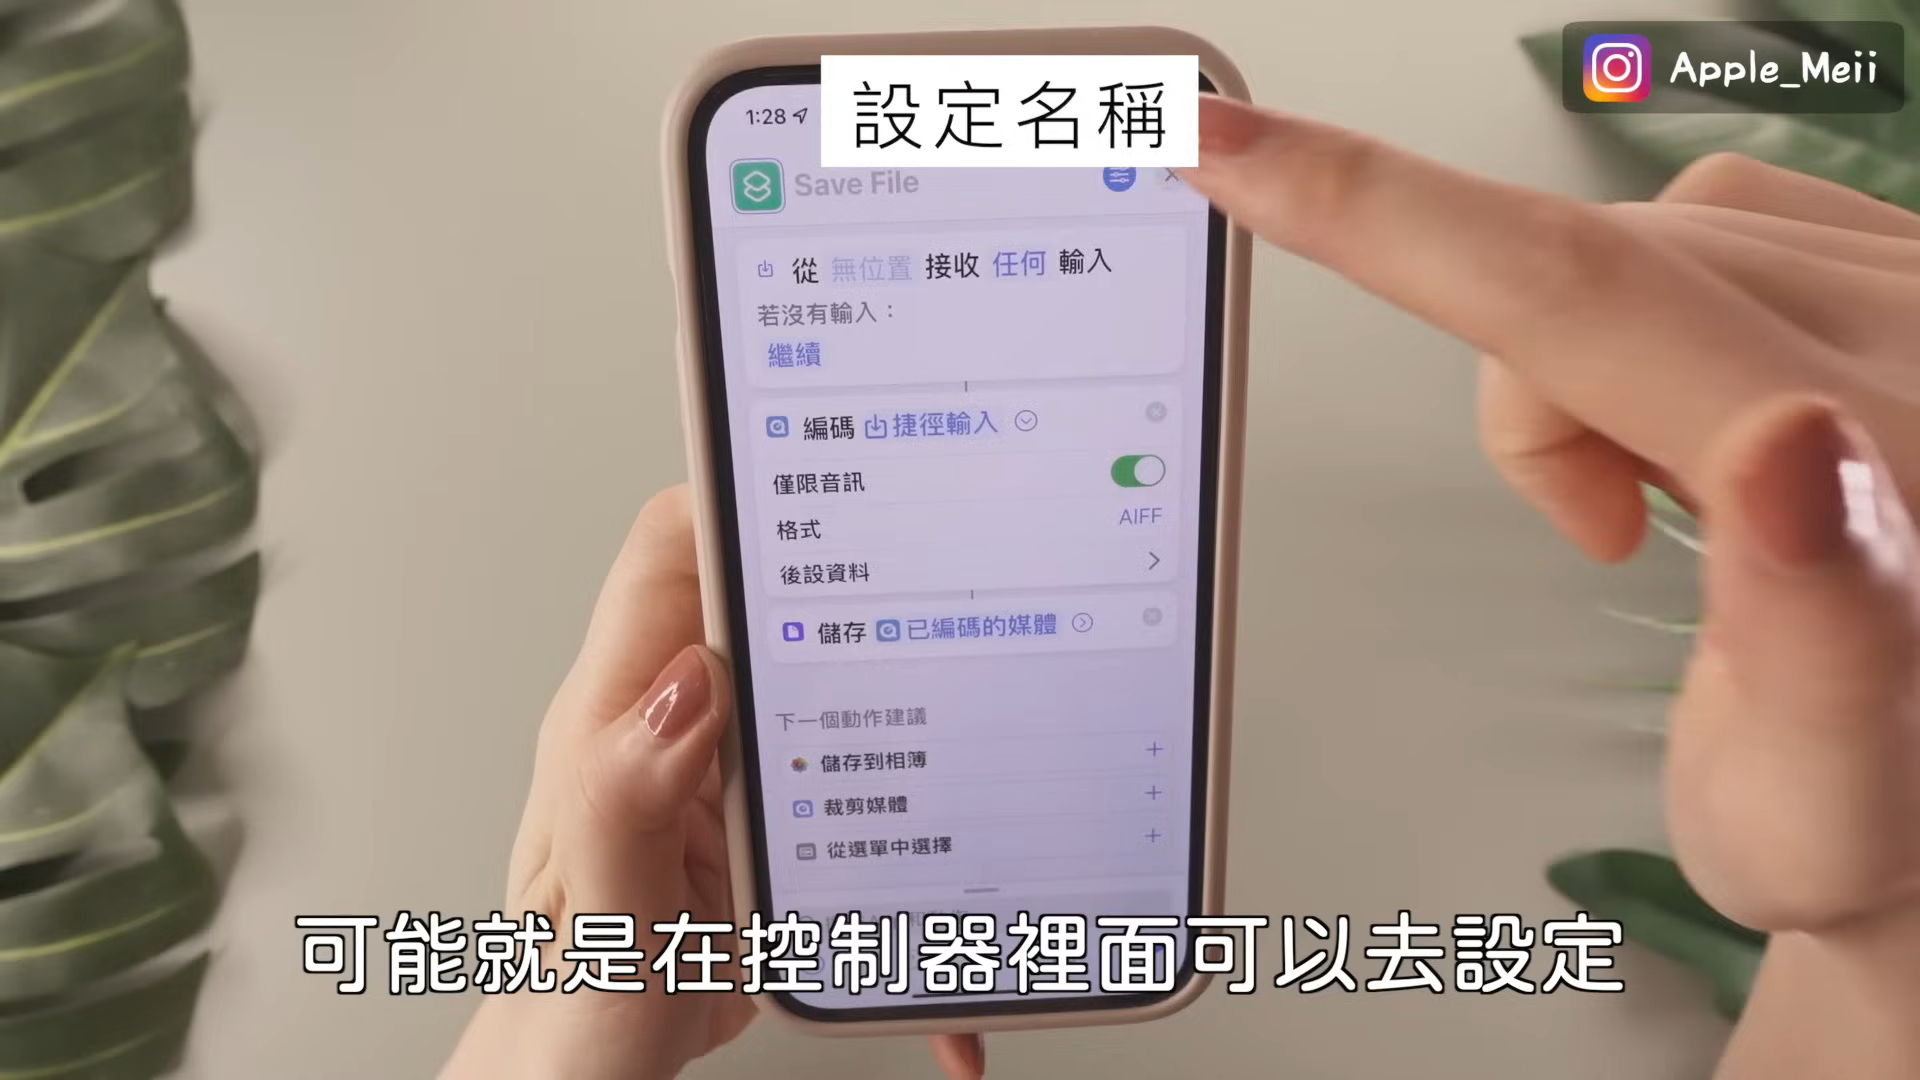 Apple_Meii
設定名稱
1:28
Save File
從 無位置 接收 任何 輸入
若沒有輸入：
繼續
編碼 捷徑輸入
僅限音訊
格式 AIFF
後設資料
儲存 已編碼的媒體
下一個動作建議
儲存到相簿
裁剪媒體
從選單中選擇
可能就是在控制器裡面可以去設定